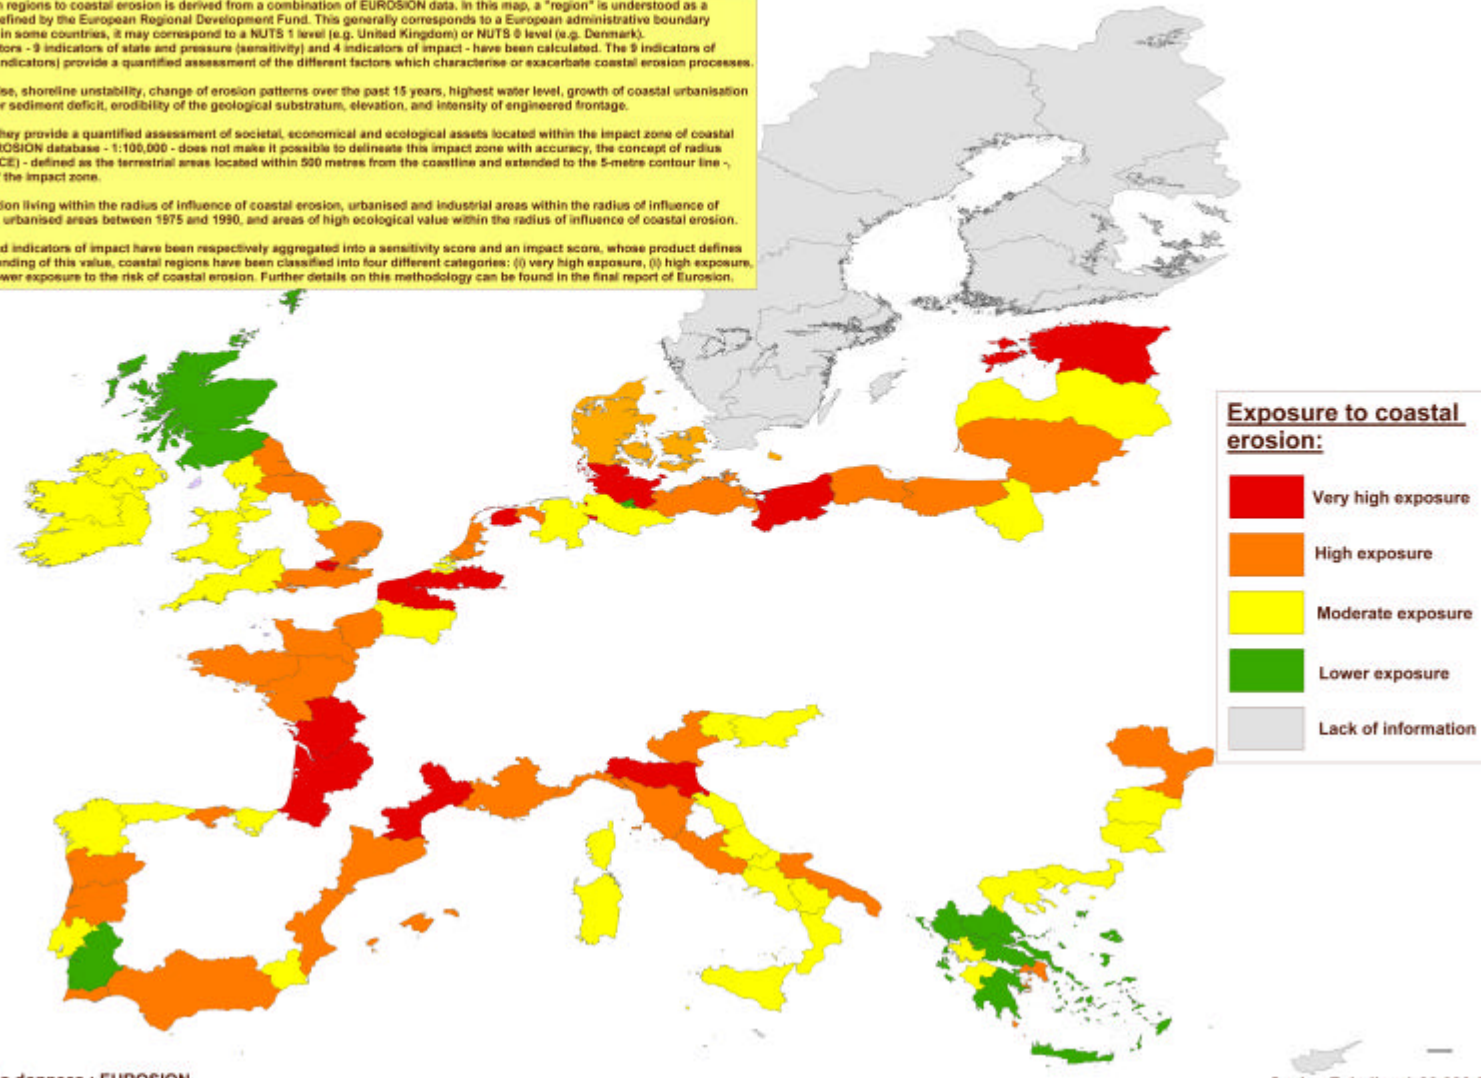 regions to coastal erosion is derived from a combination of EUROSION data. In this map, a "region" is understood as a
efined by the European Regional Development Fund. This generally corresponds to a European administrative boundary
in some countries, it may correspond to a NUTS 1 level (e.g. United Kingdom) or NUTS 0 level (e.g. Denmark).
tors - 9 indicators of state and pressure (sensitivity) and 4 indicators of impact - have been calculated. The 9 indicators of
ndicators) provide a quantified assessment of the different factors which characterise or exacerbate coastal erosion processes.
se, shoreline unstability, change of erosion patterns over the past 15 years, highest water level, growth of coastal urbanisation
r sediment deficit, erodibility of the geological substratum, elevation, and intensity of engineered frontage.
hey provide a quantified assessment of societal, economical and ecological assets located within the impact zone of coastal
ROSION database - 1:100,000 - does not make it possible to delineate this impact zone with accuracy, the concept of radius
CE) - defined as the terrestrial areas located within 500 metres from the coastline and extended to the 5-metre contour line -,
the impact zone.
tion living within the radius of influence of coastal erosion, urbanised and industrial areas within the radius of influence of
urbanised areas between 1975 and 1990, and areas of high ecological value within the radius of influence of coastal erosion.
d indicators of impact have been respectively aggregated into a sensitivity score and an impact score, whose product defines
ending of this value, coastal regions have been classified into four different categories: (i) very high exposure, (i) high exposure,
ower exposure to the risk of coastal erosion. Further details on this methodology can be found in the final report of Eurosion.
Exposure to coastal
erosion:
Very high exposure
High exposure
Moderate exposure
Lower exposure
Lack of information
EUROSION